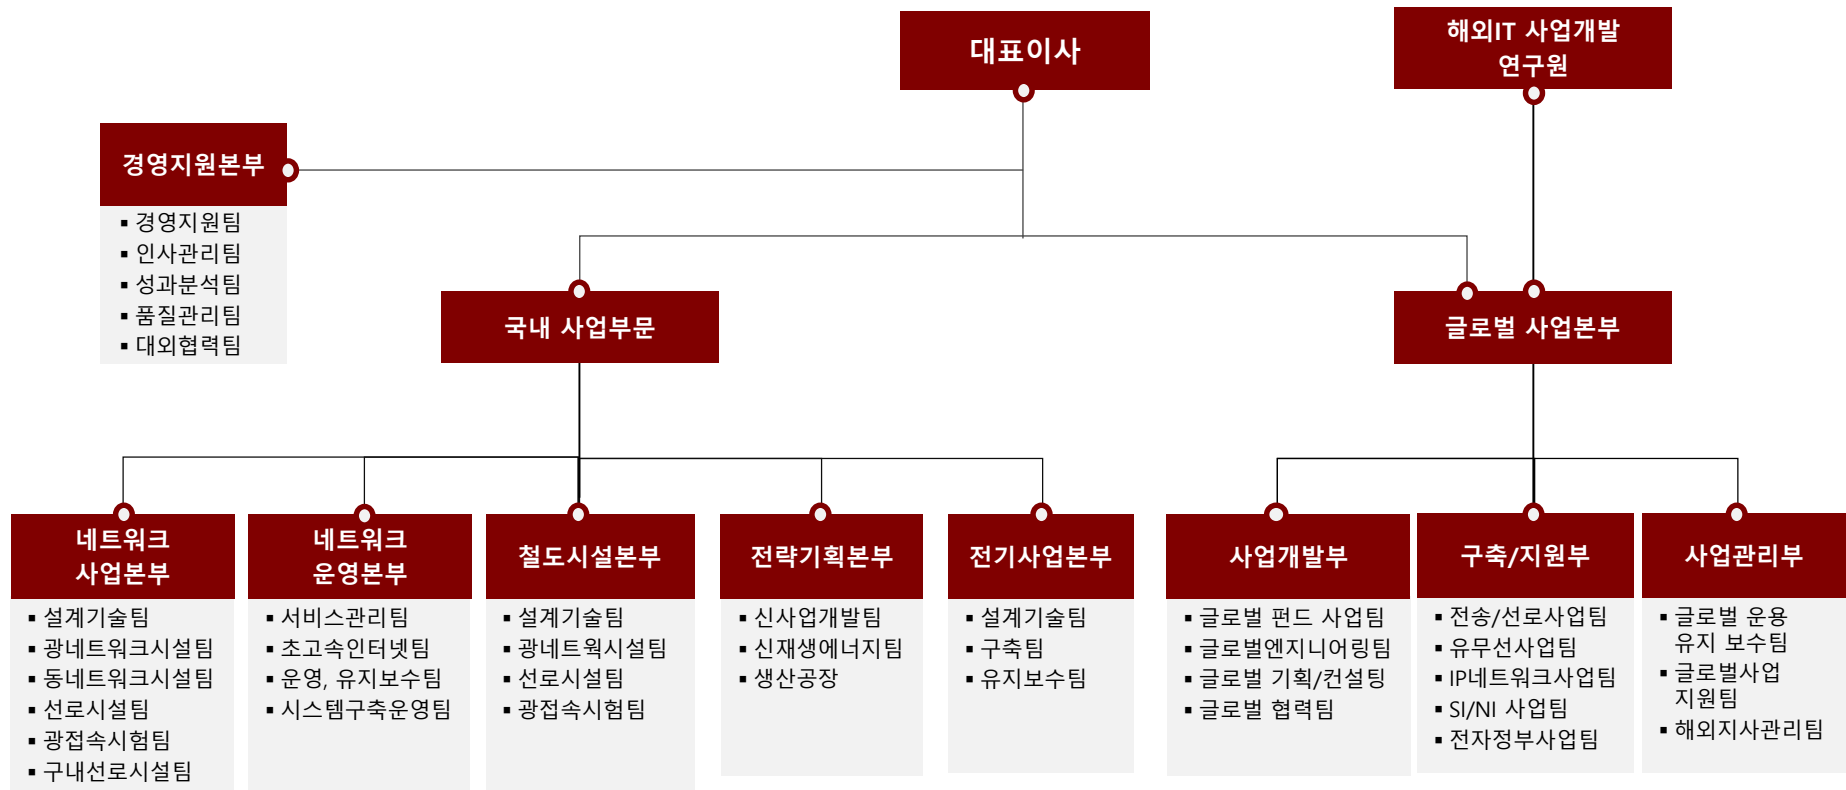 대표이사
해외IT 사업개발
연구원
경영지원본부
▪ 경영지원팀
▪ 인사관리팀
▪ 성과분석팀
▪ 품질관리팀
▪ 대외협력팀
국내 사업부문
글로벌 사업본부
네트워크
사업본부
▪ 설계기술팀
▪ 광네트워크시설팀
▪ 동네트워크시설팀
▪ 선로시설팀
▪ 광접속시험팀
▪ 구내선로시설팀
네트워크
운영본부
▪ 서비스관리팀
▪ 초고속인터넷팀
▪ 운영, 유지보수팀
▪ 시스템구축운영팀
철도시설본부
▪ 설계기술팀
▪ 광네트웍시설팀
▪ 선로시설팀
▪ 광접속시험팀
전략기획본부
▪ 신사업개발팀
▪ 신재생에너지팀
▪ 생산공장
전기사업본부
▪ 설계기술팀
▪ 구축팀
▪ 유지보수팀
사업개발부
▪ 글로벌 펀드 사업팀
▪ 글로벌엔지니어링팀
▪ 글로벌 기획/컨설팅
▪ 글로벌 협력팀
구축/지원부
▪ 전송/선로사업팀
▪ 유무선사업팀
▪ IP네트워크사업팀
▪ SI/NI 사업팀
▪ 전자정부사업팀
사업관리부
▪ 글로벌 운용
유지 보수팀
▪ 글로벌사업
지원팀
▪ 해외지사관리팀